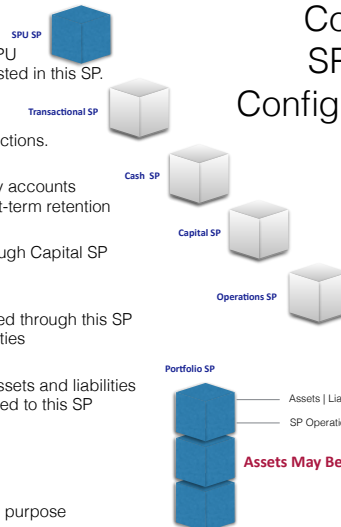 SPU SP
PU
sted in this SP.
Transactional SP
ctions.
Cash SP
y accounts
t-term retention
Capital SP
ugh Capital SP
Operations SP
ed through this SP
ties
Portfolio SP
ssets and liabilities
ed to this SP
Assets | Lia
SP Operati
Assets May Be
purpose
Co
SP
Config